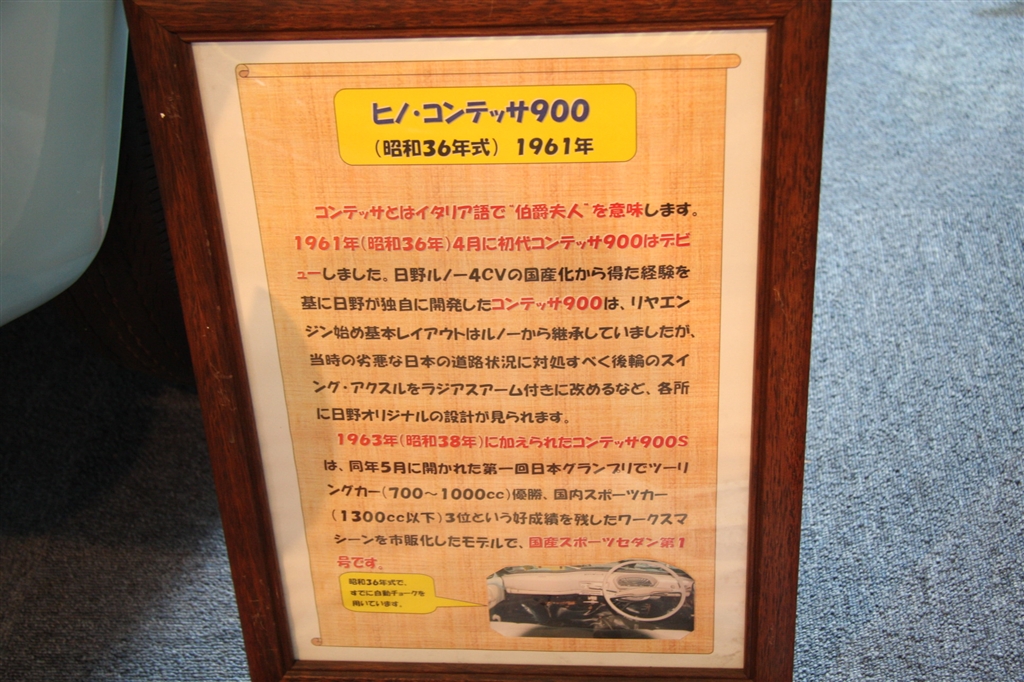 ヒノ・コンテッサ900
（昭和36年式） 1961年
コンテッサとはイタリア語で“伯爵夫人”を意味します。
1961年（昭和36年）4月に初代コンテッサ900はデビ
ューしました。日野ルノー4CVの国産化から得た経験を
基に日野が独自に開発したコンテッサ900は、リヤエン
ジン始め基本レイアウトはルノーから継承していましたが、
当時の劣悪な日本の道路状況に対処すべく後輪のスイ
ング・アクスルをラジアスアーム付きに改めるなど、各所
に日野オリジナルの設計が見られます。
1963年（昭和38年）に加えられたコンテッサ900S
は、同年5月に開かれた第一回日本グランプリでツーリ
ングカー（700～1000cc）優勝、国内スポーツカー
（1300cc以下）3位という好成績を残したワークスマ
シーンを市販化したモデルで、国産スポーツセダン第1
号です。
昭和36年式で、
すでに自動チョークを
用いています。